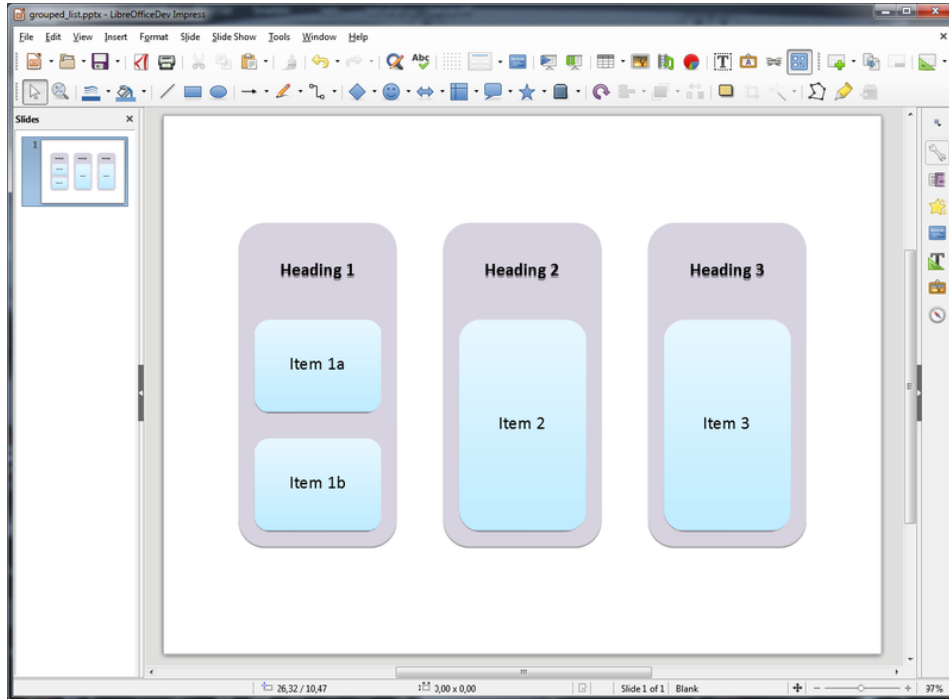 grouped_list.pptx - LibreOfficeDev Impress
File Edit View Insert Format Slide Slide Show Tools Window Help
Abc
Slides
1
Heading 1
Heading 2
Heading 3
Item 1a
Item 2
Item 3
Item 1b
26,32 / 10,47
0,00 x 0,00
Slide 1 of 1
Blank
37%